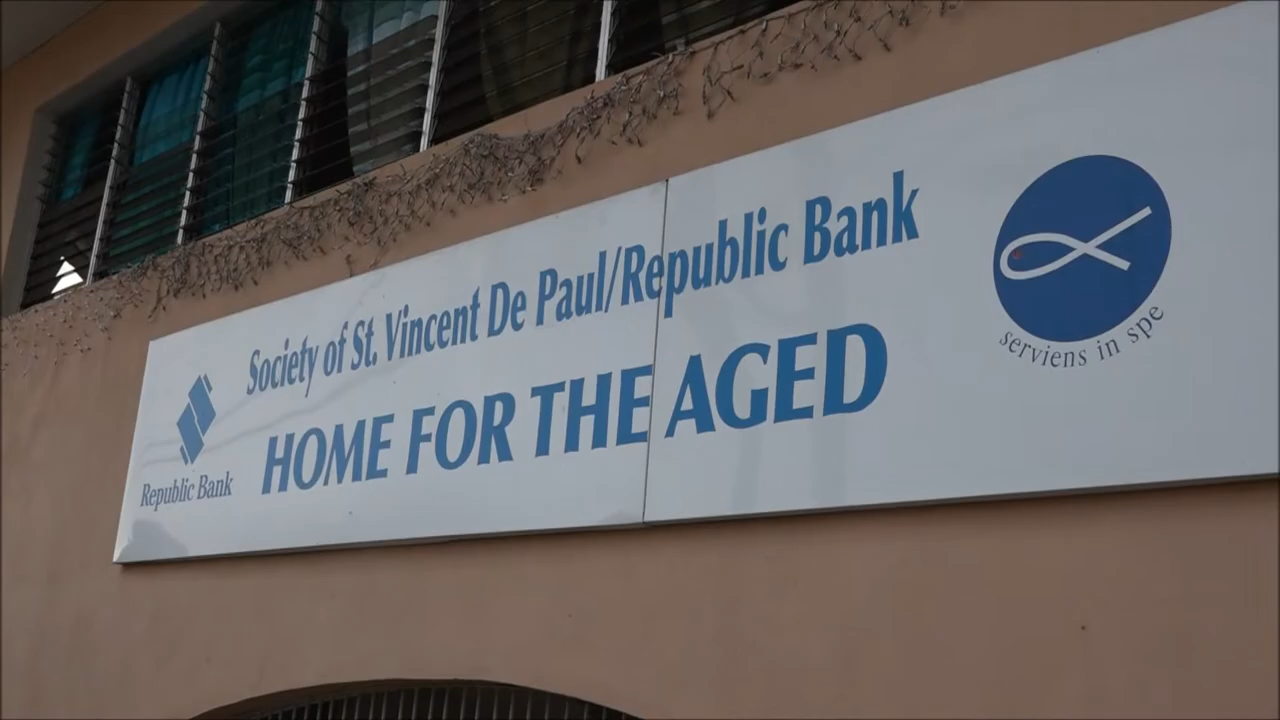 Society of St. Vincent De Paul/Republic Bank
HOME FOR THE AGED
Republic Bank
serviens in spe